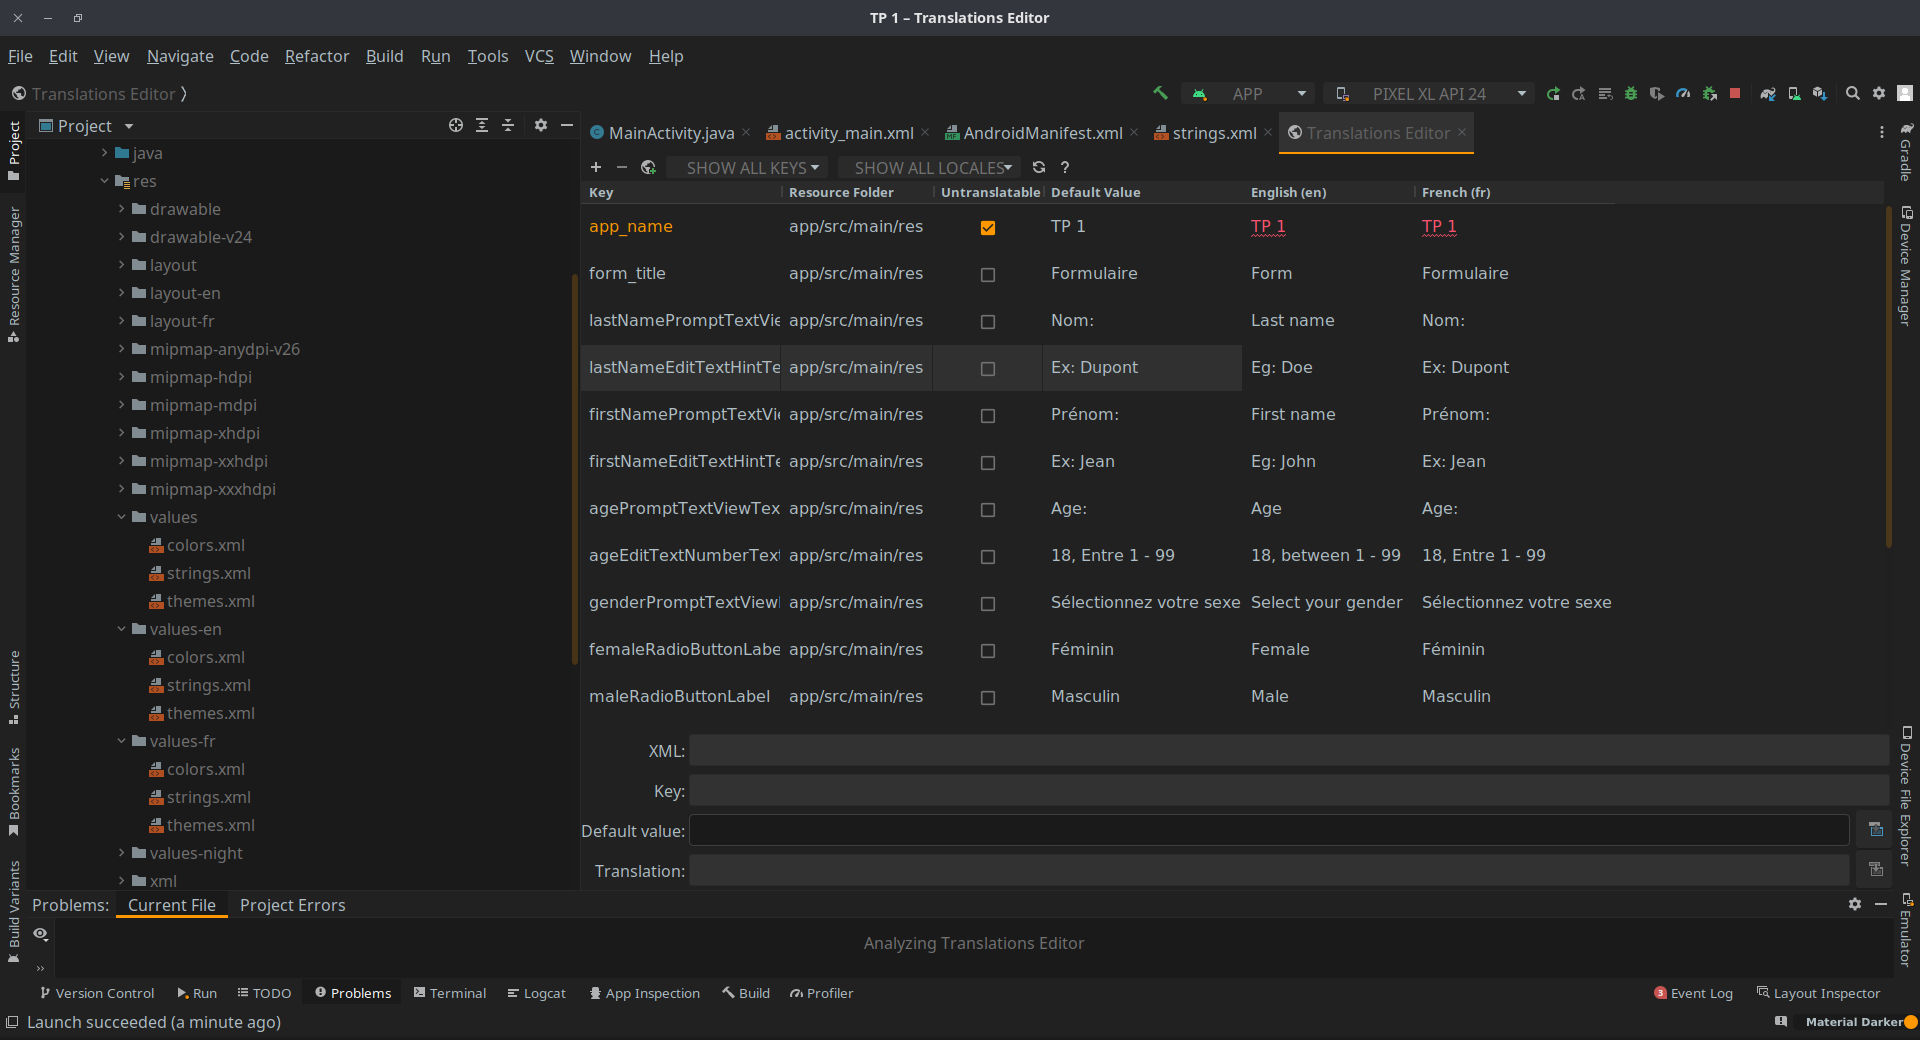 TP 1 – Translations Editor
File Edit View Navigate Code Refactor Build Run Tools VCS Window Help
Translations Editor
APP
PIXEL XL API 24
Project
MainActivity.java
activity_main.xml
AndroidManifest.xml
strings.xml
Translations Editor
SHOW ALL KEYS
SHOW ALL LOCALES
?
Project
Resource Manager
Structure
Bookmarks
Build Variants
java
res
drawable
drawable-v24
layout
layout-en
layout-fr
mipmap-anydpi-v26
mipmap-hdpi
mipmap-mdpi
mipmap-xhdpi
mipmap-xxhdpi
mipmap-xxxhdpi
values
colors.xml
strings.xml
themes.xml
values-en
colors.xml
strings.xml
themes.xml
values-fr
colors.xml
strings.xml
themes.xml
values-night
xml
Key Resource Folder Untranslatable Default Value English (en) French (fr)
app_name app/src/main/res TP 1 TP 1 TP 1
form_title app/src/main/res Formulaire Form Formulaire
lastNamePromptTextVie app/src/main/res Nom: Last name Nom:
lastNameEditTextHintTe app/src/main/res Ex: Dupont Eg: Doe Ex: Dupont
firstNamePromptTextVi app/src/main/res Prénom: First name Prénom:
firstNameEditTextHintTe app/src/main/res Ex: Jean Eg: John Ex: Jean
agePromptTextViewTex app/src/main/res Age: Age Age:
ageEditTextNumberText app/src/main/res 18, Entre 1 - 99 18, between 1 - 99 18, Entre 1 - 99
genderPromptTextView app/src/main/res Sélectionnez votre sexe Select your gender Sélectionnez votre sexe
femaleRadioButtonLabe app/src/main/res Féminin Female Féminin
maleRadioButtonLabel app/src/main/res Masculin Male Masculin
XML:
Key:
Default value:
Translation:
Gradle
Device Manager
Device File Explorer
Emulator
Problems: Current File Project Errors
Analyzing Translations Editor
Version Control Run TODO Problems Terminal Logcat App Inspection Build Profiler
3 Event Log Layout Inspector
Launch succeeded (a minute ago)
Material Darker